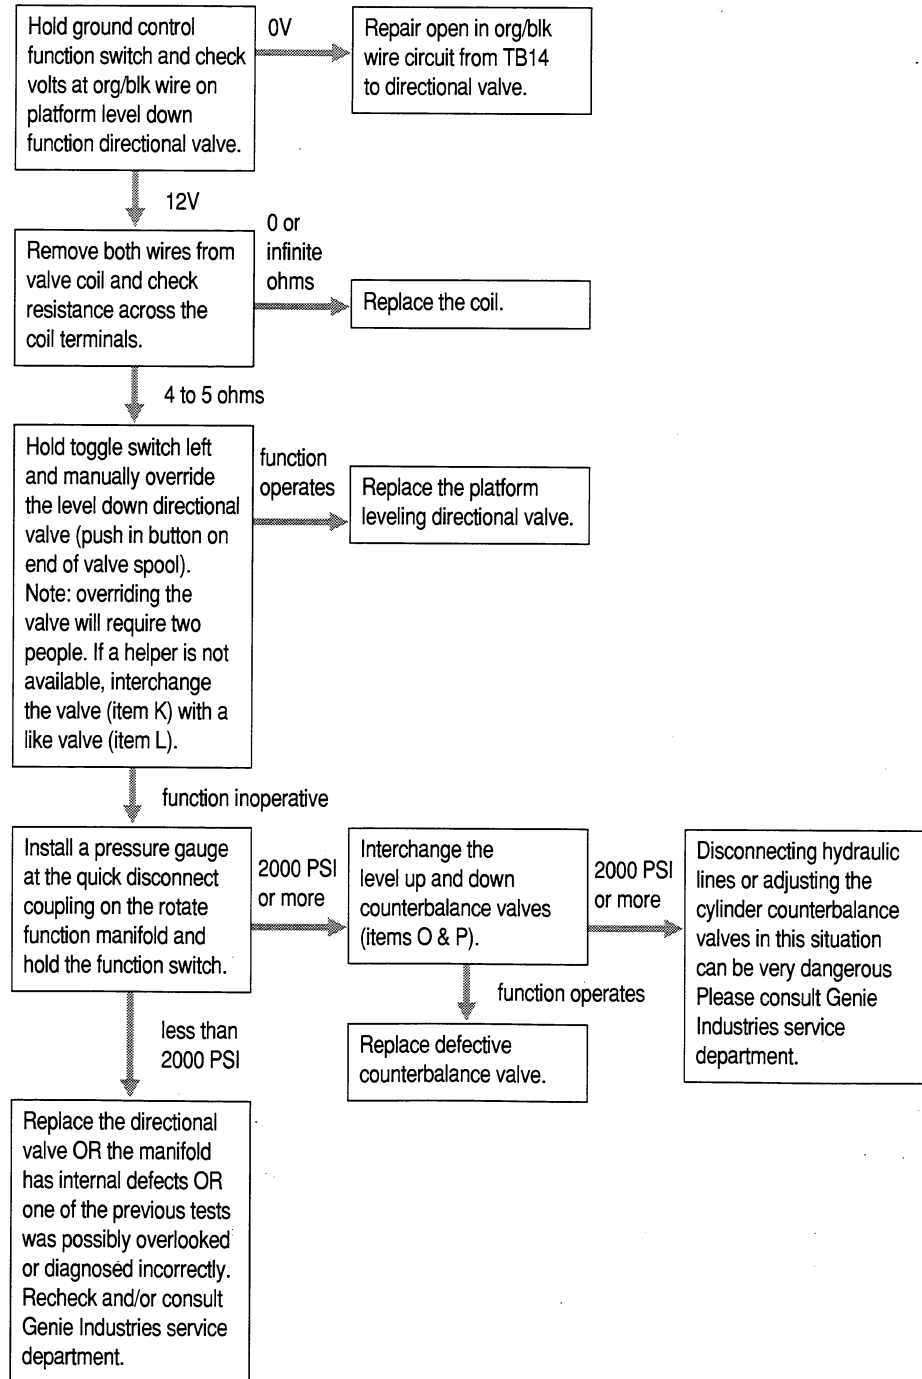 Hold ground control
function switch and check
volts at org/blk wire on
platform level down
function directional valve.
0V
Repair open in org/blk
wire circuit from TB14
to directional valve.
12V
Remove both wires from
valve coil and check
resistance across the
coil terminals.
0 or
infinite
ohms
Replace the coil.
4 to 5 ohms
Hold toggle switch left
and manually override
the level down directional
valve (push in button on
end of valve spool).
Note: overriding the
valve will require two
people. If a helper is not
available, interchange
the valve (item K) with a
like valve (item L).
function
operates
Replace the platform
leveling directional valve.
function inoperative
Install a pressure gauge
at the quick disconnect
coupling on the rotate
function manifold and
hold the function switch.
2000 PSI
or more
Interchange the
level up and down
counterbalance valves
(items O & P).
2000 PSI
or more
Disconnecting hydraulic
lines or adjusting the
cylinder counterbalance
valves in this situation
can be very dangerous
Please consult Genie
Industries service
department.
function operates
Replace defective
counterbalance valve.
less than
2000 PSI
Replace the directional
valve OR the manifold
has internal defects OR
one of the previous tests
was possibly overlooked
or diagnosed incorrectly.
Recheck and/or consult
Genie Industries service
department.